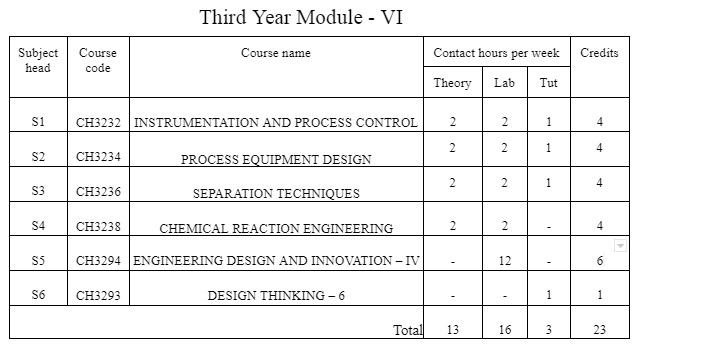 Third Year Module - VI
Subject head Course code Course name Contact hours per week Credits
Theory Lab Tut
S1 CH3232 INSTRUMENTATION AND PROCESS CONTROL 2 2 1 4
S2 CH3234 PROCESS EQUIPMENT DESIGN 2 2 1 4
S3 CH3236 SEPARATION TECHNIQUES 2 2 1 4
S4 CH3238 CHEMICAL REACTION ENGINEERING 2 2 - 4
S5 CH3294 ENGINEERING DESIGN AND INNOVATION – IV - 12 - 6
S6 CH3293 DESIGN THINKING – 6 - - 1 1
Total 13 16 3 23